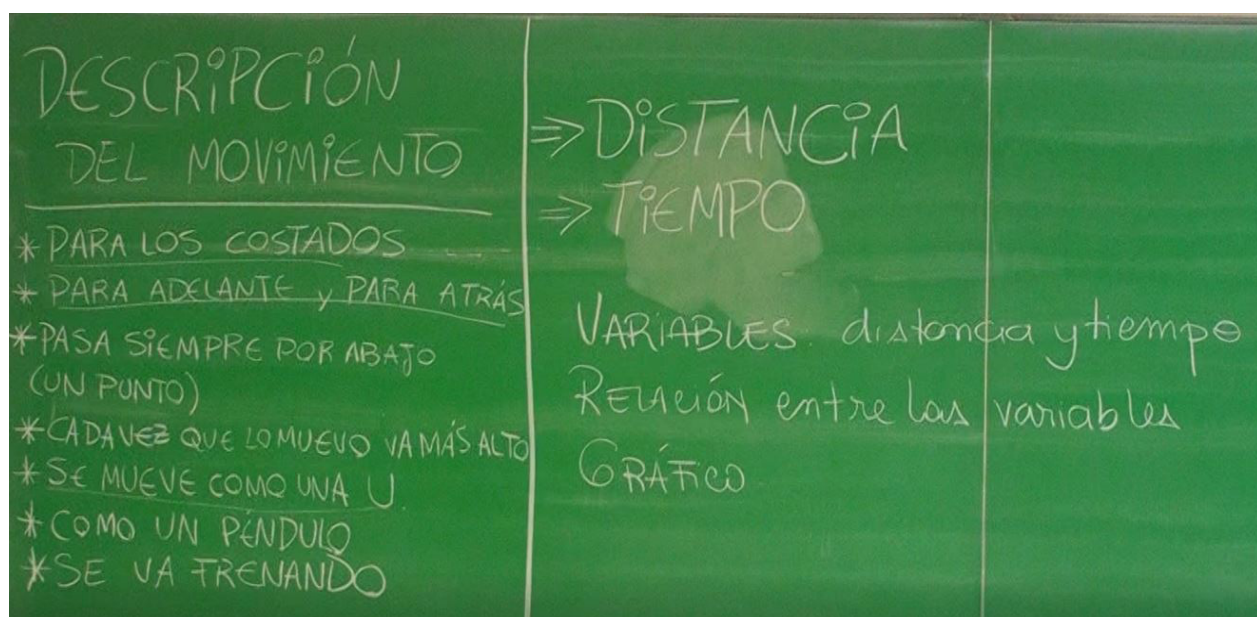 DESCRIPCIÓN
DEL MOVIMIENTO
* PARA LOS COSTADOS
* PARA ADELANTE y PARA ATRÁS
* PASA SIEMPRE POR ABAJO
(UN PUNTO)
* CADA VEZ QUE LO MUEVO VA MÁS ALTO
* SE MUEVE COMO UNA U.
* COMO UN PÉNDULO
* SE VA FRENANDO
⇒ DISTANCIA
⇒ TIEMPO
VARIABLES: distancia y tiempo
RELACIÓN entre las variables
GRÁFICO